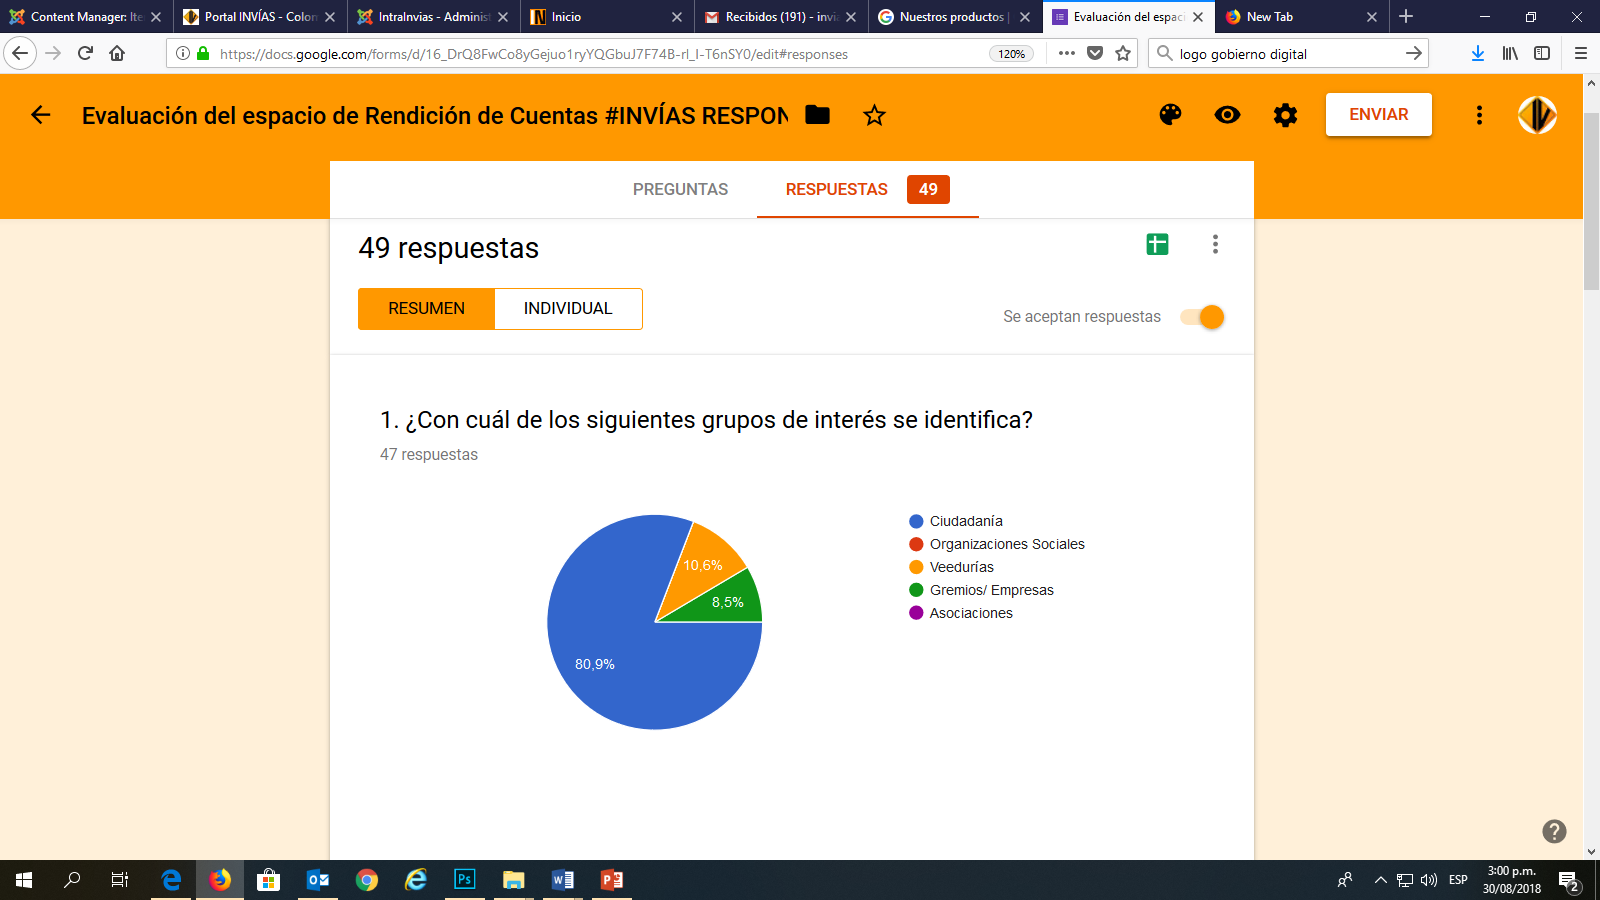 Content Manager: Ite
Portal INVÍAS - Colon
IntraInvias - Administ
Inicio
Recibidos (191) - invia
Nuestros productos |
Evaluación del espaci
New Tab
https://docs.google.com/forms/d/16_DrQ8FwCo8yGejuo1ryYQGbuJ7F74B-rl_I-T6nSY0/edit#responses
120%
logo gobierno digital
Evaluación del espacio de Rendición de Cuentas #INVÍAS RESPON
ENVIAR
PREGUNTAS
RESPUESTAS 49
49 respuestas
RESUMEN
INDIVIDUAL
Se aceptan respuestas
1. ¿Con cuál de los siguientes grupos de interés se identifica?
47 respuestas
10,6%
8,5%
80,9%
Ciudadanía
Organizaciones Sociales
Veedurías
Gremios/ Empresas
Asociaciones
ESP
3:00 p.m.
30/08/2018
2